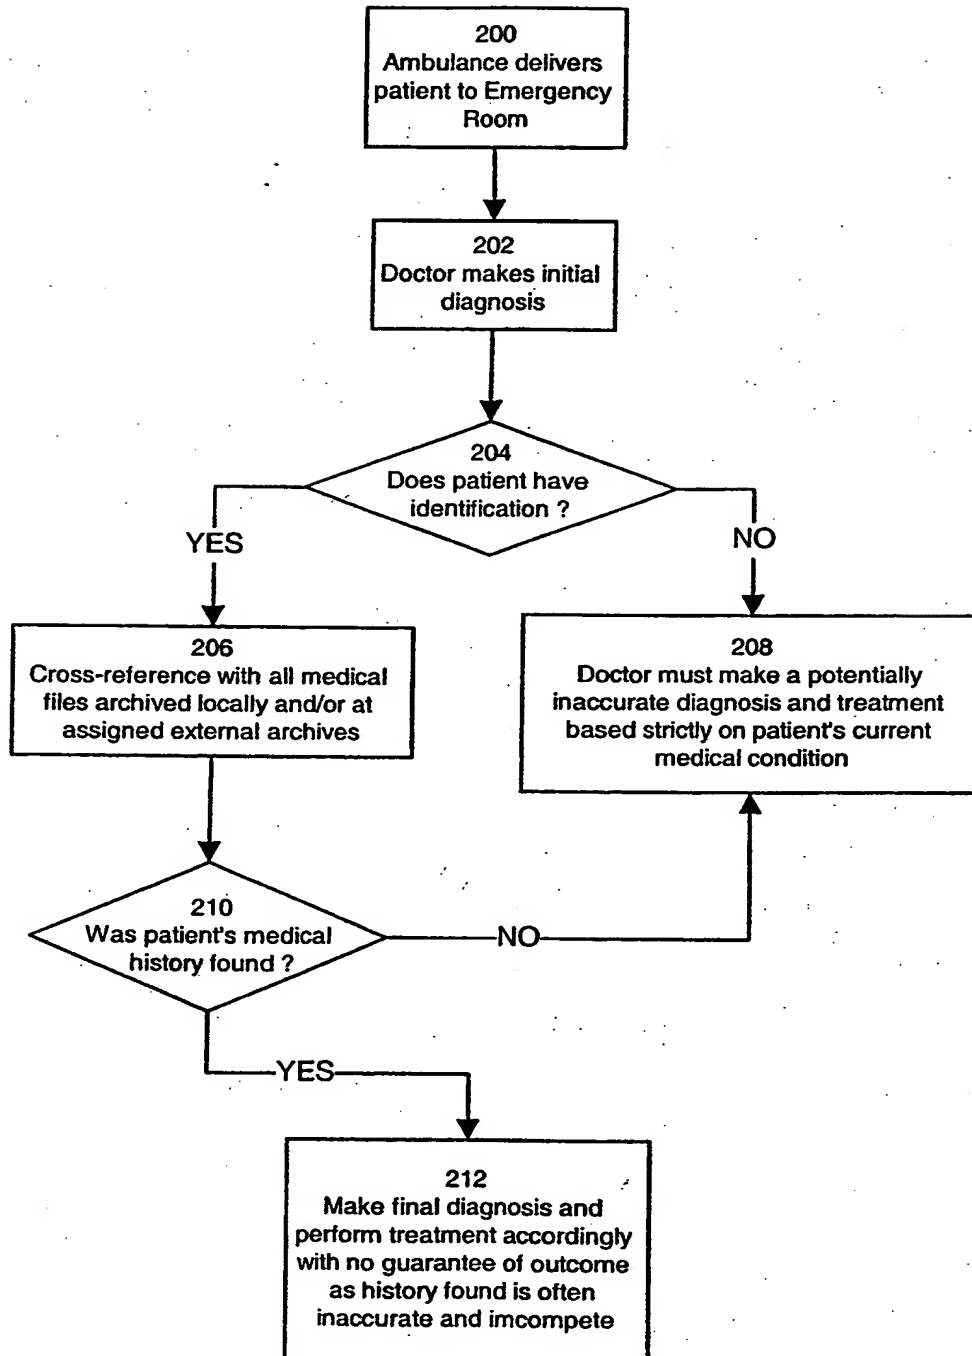 200
Ambulance delivers
patient to Emergency
Room
202
Doctor makes initial
diagnosis
204
Does patient have
identification ?
YES
NO
206
Cross-reference with all medical
files archived locally and/or at
assigned external archives
208
Doctor must make a potentially
inaccurate diagnosis and treatment
based strictly on patient's current
medical condition
210
Was patient's medical
history found ?
NO
YES
212
Make final diagnosis and
perform treatment accordingly
with no guarantee of outcome
as history found is often
inaccurate and imcompete